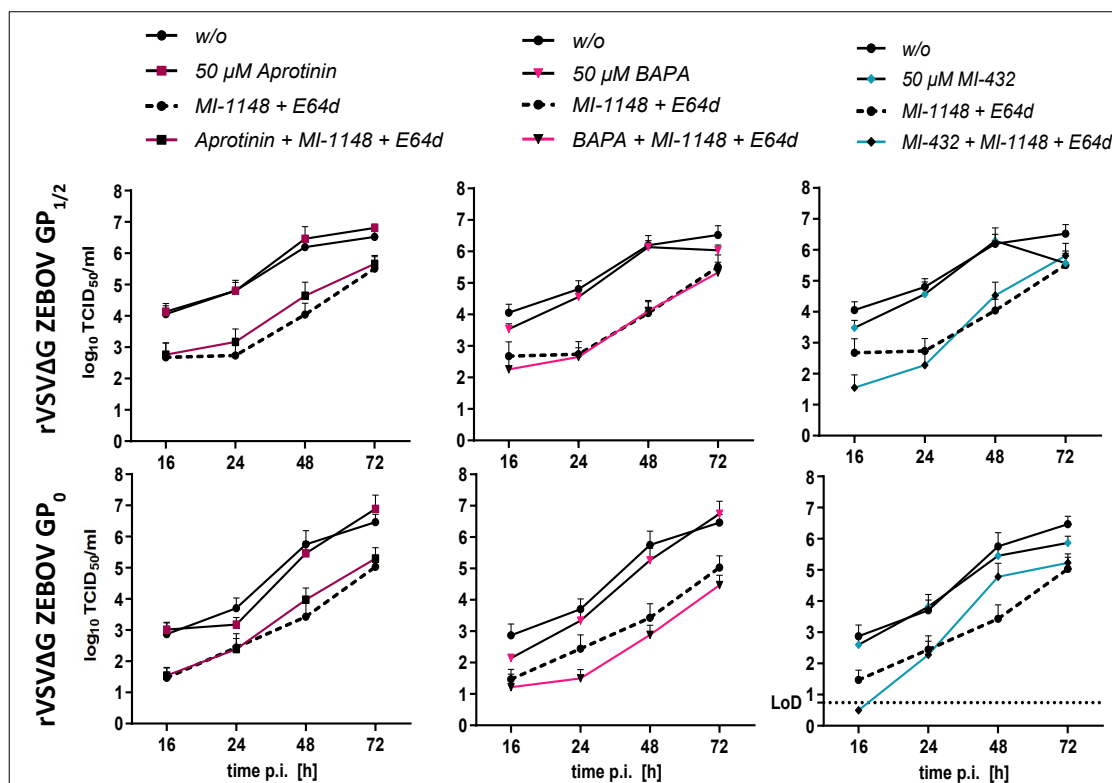 w/o
50 µM Aprotinin
MI-1148 + E64d
Aprotinin + MI-1148 + E64d
w/o
50 µM BAPA
MI-1148 + E64d
BAPA + MI-1148 + E64d
w/o
50 µM MI-432
MI-1148 + E64d
MI-432 + MI-1148 + E64d
rVSVΔG ZEBOV GP1/2
log10 TCID50/ml
8
7
6
5
4
3
2
1
0
16 24 48 72
8
7
6
5
4
3
2
1
0
16 24 48 72
8
7
6
5
4
3
2
1
0
16 24 48 72
rVSVΔG ZEBOV GP0
log10 TCID50/ml
8
7
6
5
4
3
2
1
0
16 24 48 72
time p.i. [h]
8
7
6
5
4
3
2
1
0
16 24 48 72
time p.i. [h]
8
7
6
5
4
3
2
1
LoD
0
16 24 48 72
time p.i. [h]